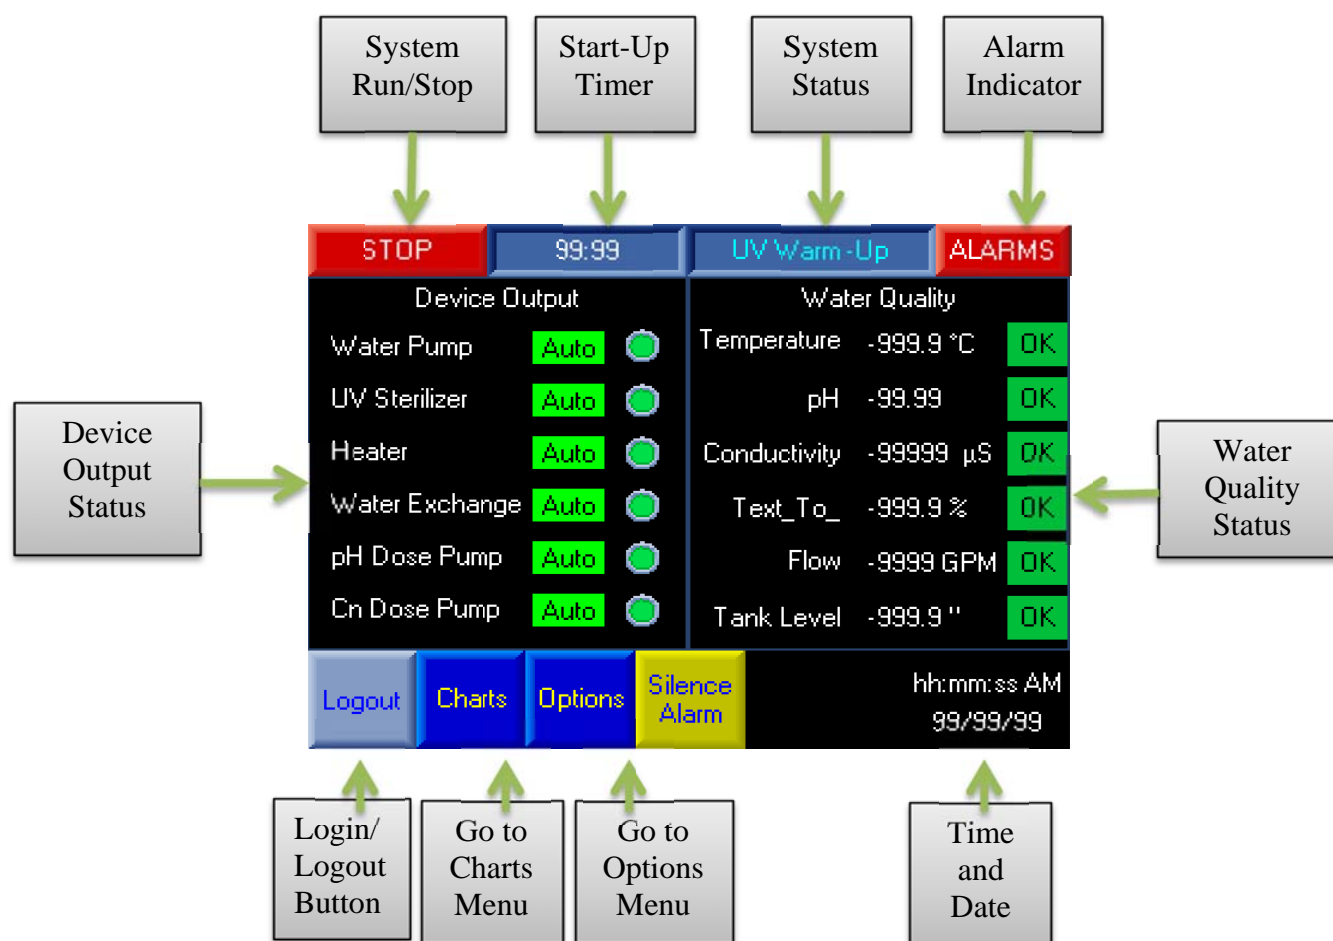 System
Run/Stop
Start-Up
Timer
System
Status
Alarm
Indicator
STOP
99:99
UV Warm-Up
ALARMS
Device Output
Water Quality
Water Pump Auto
UV Sterilizer Auto
Heater Auto
Water Exchange Auto
pH Dose Pump Auto
Cn Dose Pump Auto
Temperature -999.9 °C OK
pH -99.99 OK
Conductivity -99999 µS OK
Text_To_ -999.9 % OK
Flow -9999 GPM OK
Tank Level -999.9 " OK
Device
Output
Status
Water
Quality
Status
Logout
Charts
Options
Silence
Alarm
hh:mm:ss AM
99/99/99
Login/
Logout
Button
Go to
Charts
Menu
Go to
Options
Menu
Time
and
Date